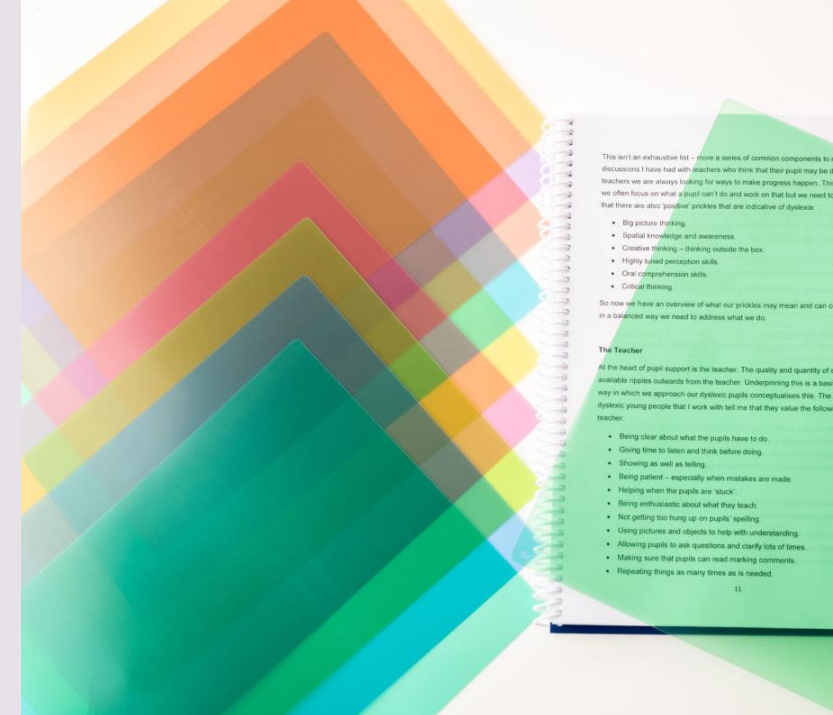 This isn't an exhaustive list – more a series of common components to
discussions I have had with teachers who think that their pupil may be
teachers we are always looking for ways to make progress happen.
we often focus on what a pupil can't do and work on that but we need to
that there are also 'positive' prickles that are indicative of dyslexia:
• Big picture thinking.
• Spatial knowledge and awareness.
• Creative thinking – thinking outside the box.
• Highly tuned perception skills.
• Oral comprehension skills.
• Critical thinking.
So now we have an overview of what our prickles may mean and can
in a balanced way we need to address what we do.
The Teacher
At the heart of pupil support is the teacher. The quality and quantity of
available ripples outwards from the teacher. Underpinning this is a
way in which we approach our dyslexic pupils conceptualises this. The
dyslexic young people that I work with tell me that they value the
teacher:
• Being clear about what the pupils have to do.
• Giving time to listen and think before doing.
• Showing as well as telling.
• Being patient – especially when mistakes are made.
• Helping when the pupils are 'stuck'.
• Being enthusiastic about what they teach.
• Not getting too hung up on pupils' spelling.
• Using pictures and objects to help with understanding.
• Allowing pupils to ask questions and clarify lots of times.
• Making sure that pupils can read marking comments.
• Repeating things as many times as is needed.
11